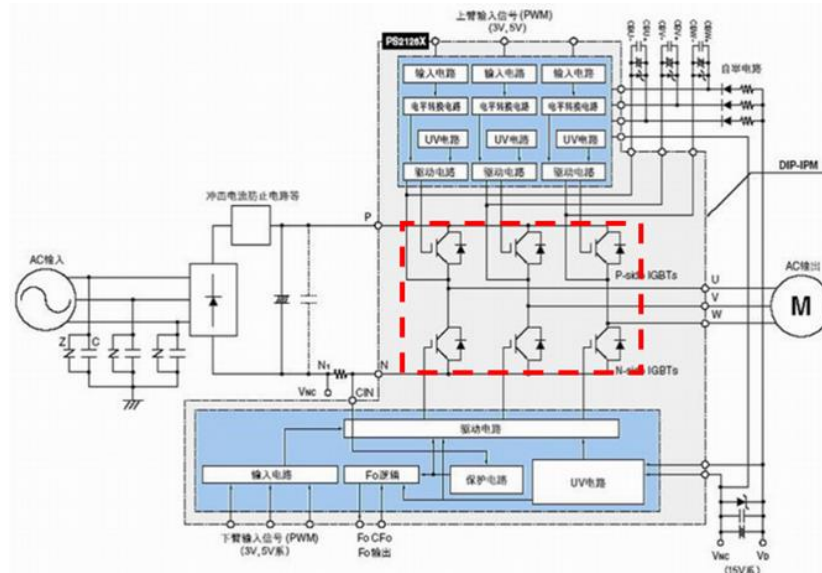 上臂输入信号(PWM)
(3V,5V)
PS2126X
CBU-
CBU+
CBV-
CBV+
CBW-
CBW+
输入电路
输入电路
输入电路
自举电路
电平转换电路
电平转换电路
电平转换电路
UV电路
UV电路
UV电路
驱动电路
驱动电路
驱动电路
DIP-IPM
冲击电流防止电路等
P
AC输入
P-side IGBTs
U
AC输出
V
M
W
Z
C
N1
N
N-side IGBTs
VNC
CIN
驱动电路
输入电路
Fo逻辑
保护电路
UV电路
下臂输入信号(PWM)
(3V,5V系)
Fo CFo
Fo输出
VNC
VD
(15V系)